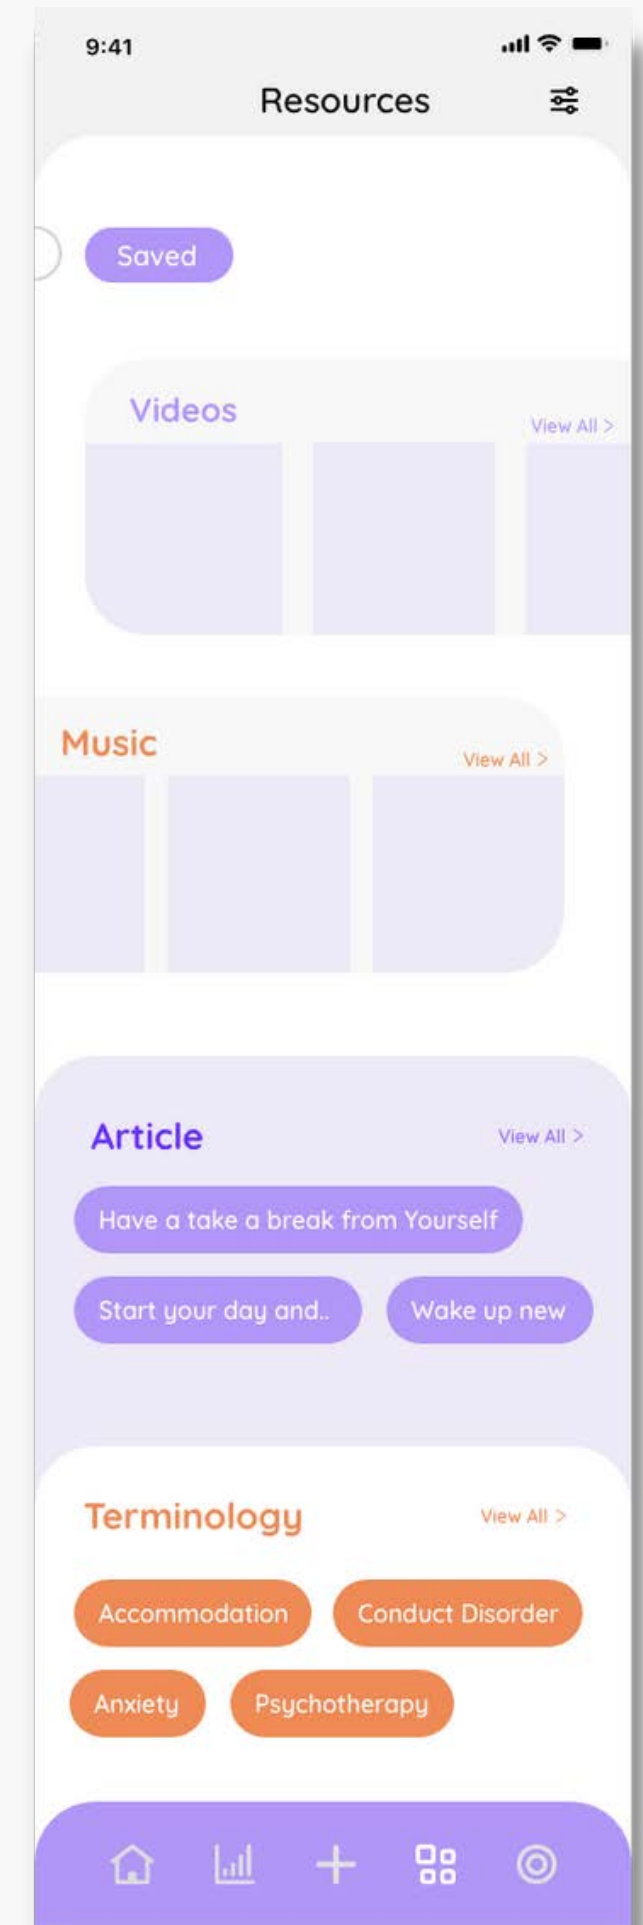 9:41
Resources
Saved
Videos
View All >
Music
View All >
Article
View All >
Have a take a break from Yourself
Start your day and..
Wake up new
Terminology
View All >
Accommodation
Conduct Disorder
Anxiety
Psychotherapy